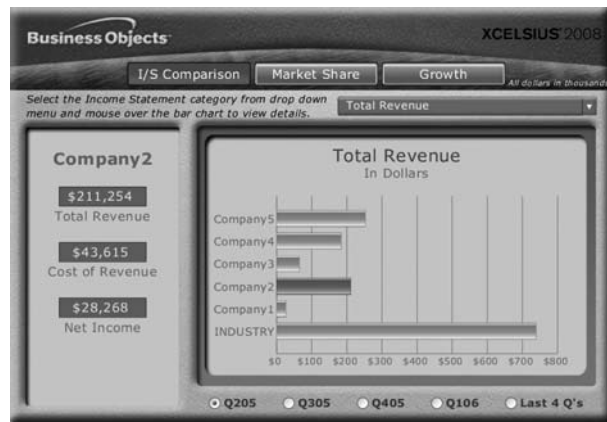 Business Objects
XCELSIUS 2008
I/S Comparison
Market Share
Growth
All dollars in thousands
Select the Income Statement category from drop down
menu and mouse over the bar chart to view details.
Total Revenue
Company2
$211,254
Total Revenue
$43,615
Cost of Revenue
$28,268
Net Income
Total Revenue
In Dollars
Company5
Company4
Company3
Company2
Company1
INDUSTRY
$0 $100 $200 $300 $400 $500 $600 $700 $800
Q205 Q305 Q405 Q106 Last 4 Q's